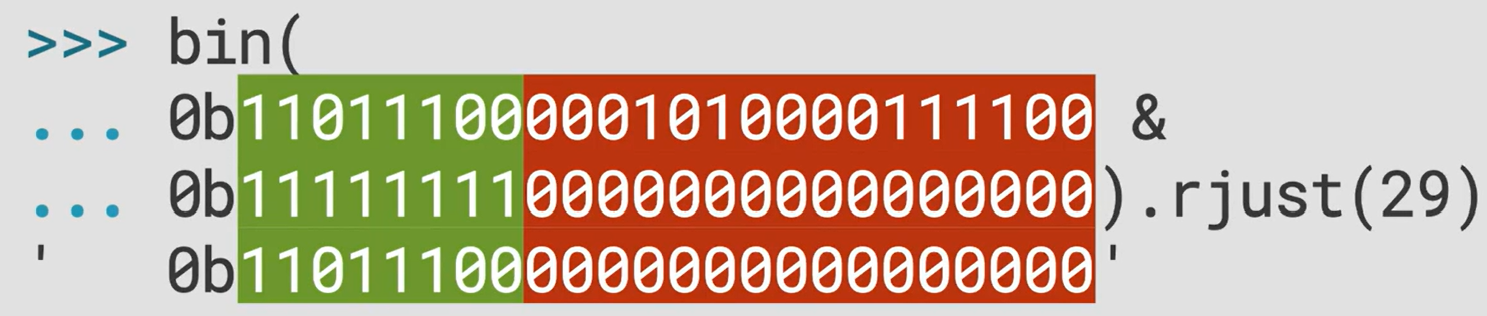 >>> bin(
... 0b110111000001010000111100 &
... 0b111111110000000000000000).rjust(29)
'   0b110111000000000000000000'